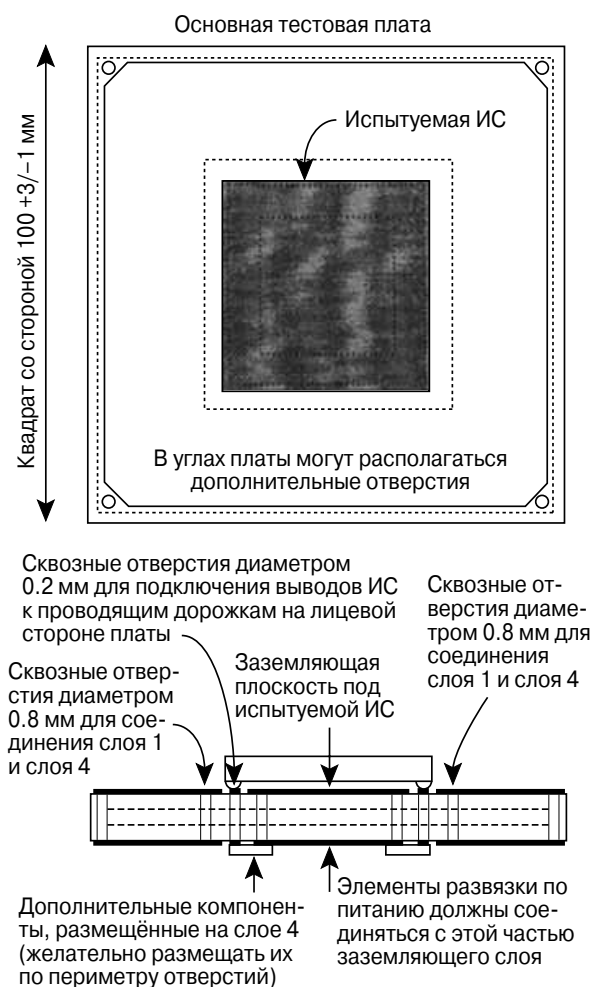 Основная тестовая плата
Квадрат со стороной 100 +3/–1 мм
Испытуемая ИС
В углах платы могут располагаться
дополнительные отверстия
Сквозные отверстия диаметром
0.2 мм для подключения выводов ИС
к проводящим дорожкам на лицевой
стороне платы
Сквозные от-
верстия диаме-
тром 0.8 мм для
соединения
слоя 1 и слоя 4
Сквозные отвер-
стия диаметром
0.8 мм для сое-
динения слоя 1
и слоя 4
Заземляющая
плоскость под
испытуемой ИС
Дополнительные компонен-
ты, размещённые на слое 4
(желательно размещать их
по периметру отверстий)
Элементы развязки по
питанию должны сое-
диняться с этой частью
заземляющего слоя